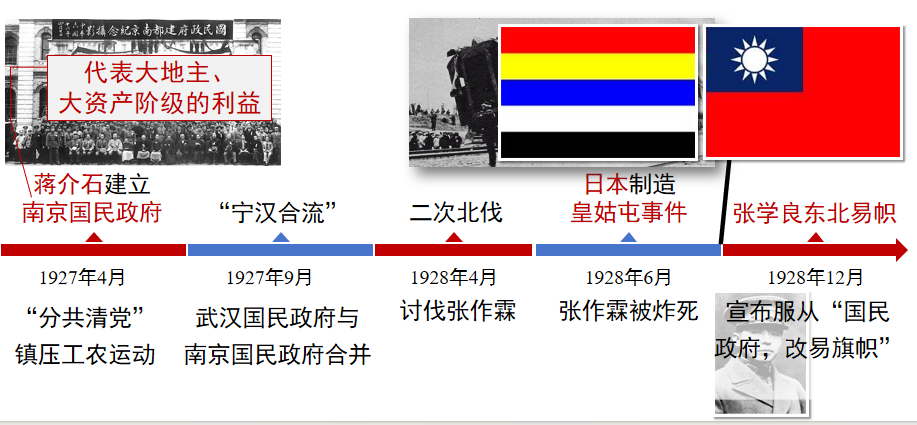 國民政府建都南京紀念攝影
代表大地主、
大资产阶级的利益
蒋介石建立
南京国民政府
“宁汉合流”
二次北伐
日本制造
皇姑屯事件
张学良东北易帜
1927年4月
1927年9月
1928年4月
1928年6月
1928年12月
“分共清党”
镇压工农运动
武汉国民政府与
南京国民政府合并
讨伐张作霖
张作霖被炸死
宣布服从“国民
政府，改易旗帜”